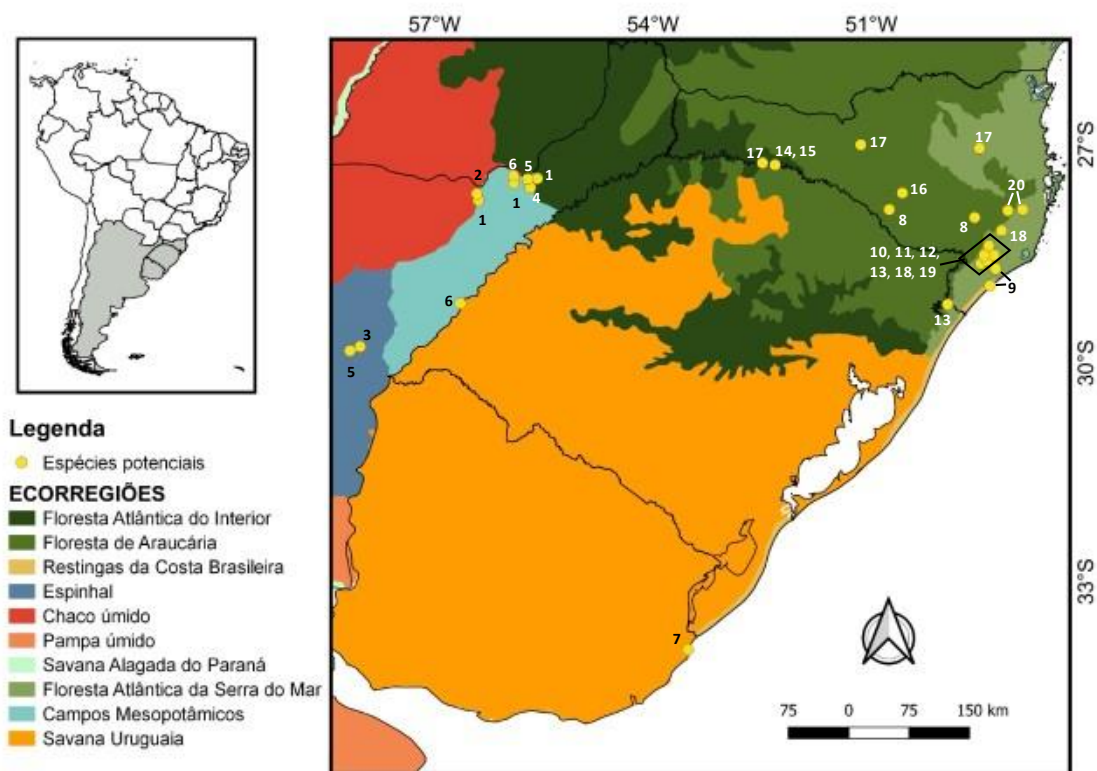 57°W 54°W 51°W
27°S
30°S
33°S
2
6
5
1
1
1
4
6
3
5
17
14, 15
17
17
16
8
8
20
18
10, 11, 12,
13, 18, 19
9
13
7
75 0 75 150 km
Legenda
Espécies potenciais
ECORREGIÕES
Floresta Atlântica do Interior
Floresta de Araucária
Restingas da Costa Brasileira
Espinhal
Chaco úmido
Pampa úmido
Savana Alagada do Paraná
Floresta Atlântica da Serra do Mar
Campos Mesopotâmicos
Savana Uruguaia